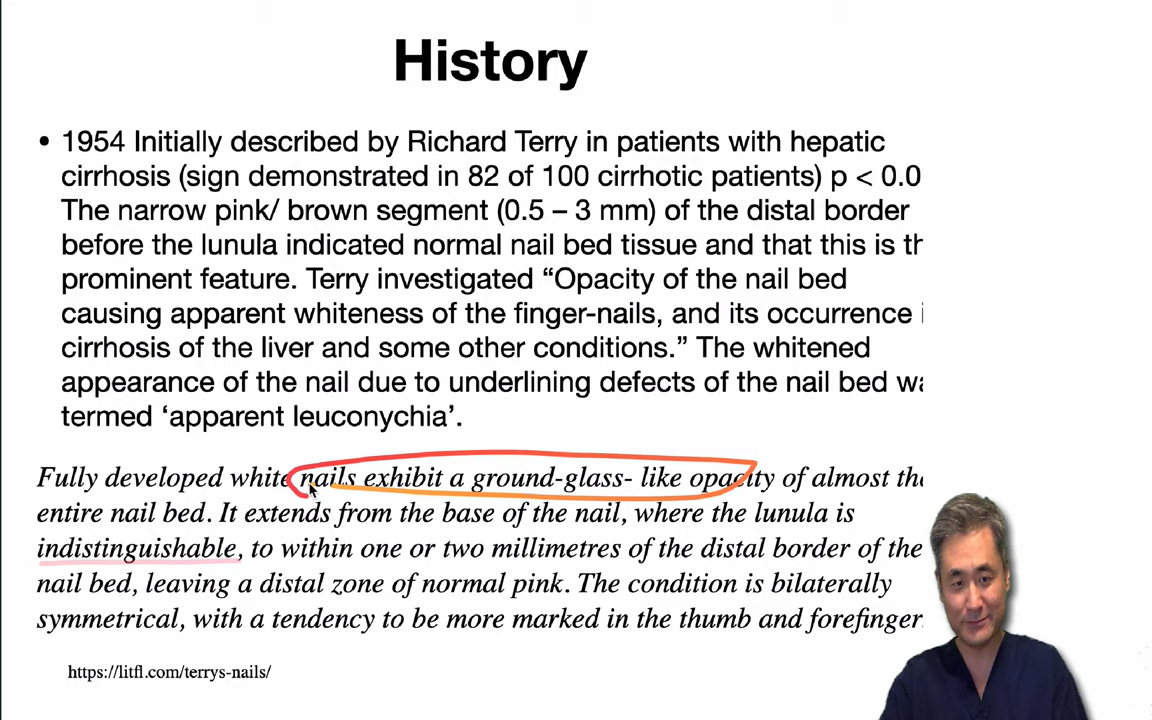 History
• 1954 Initially described by Richard Terry in patients with hepatic
cirrhosis (sign demonstrated in 82 of 100 cirrhotic patients) p < 0.0
The narrow pink/ brown segment (0.5 – 3 mm) of the distal border
before the lunula indicated normal nail bed tissue and that this is th
prominent feature. Terry investigated “Opacity of the nail bed
causing apparent whiteness of the finger-nails, and its occurrence i
cirrhosis of the liver and some other conditions.” The whitened
appearance of the nail due to underlining defects of the nail bed wa
termed ‘apparent leuconychia’.
Fully developed white nails exhibit a ground-glass- like opacity of almost the
entire nail bed. It extends from the base of the nail, where the lunula is
indistinguishable, to within one or two millimetres of the distal border of the
nail bed, leaving a distal zone of normal pink. The condition is bilaterally
symmetrical, with a tendency to be more marked in the thumb and forefinger.
https://litfl.com/terrys-nails/